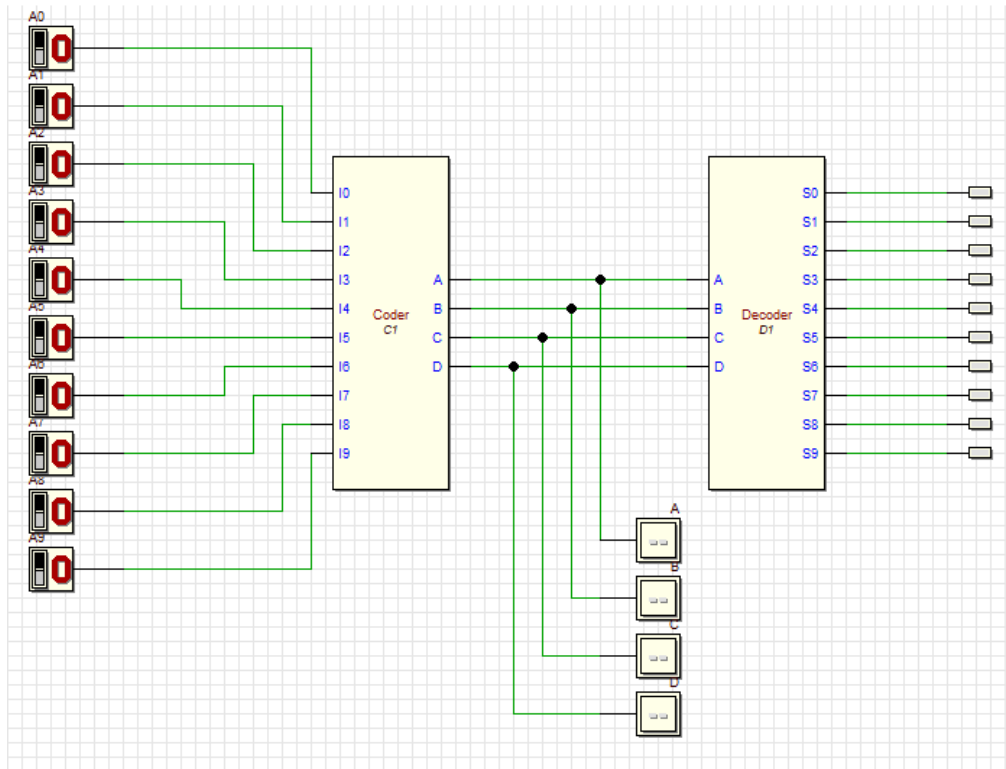 A0
0
A1
0
A2
0
A3
0
A4
0
A5
0
A6
0
A7
0
A8
0
A9
0
I0
I1
I2
I3
I4
I5
I6
I7
I8
I9
Coder
C1
A
B
C
D
A
B
C
D
Decoder
D1
S0
S1
S2
S3
S4
S5
S6
S7
S8
S9
A
--
B
--
C
--
D
--